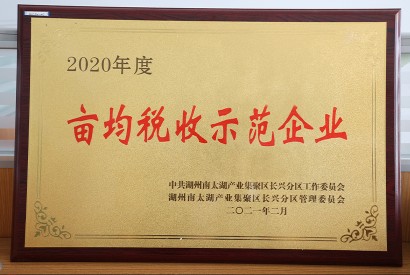 2020年度
亩均税收示范企业
中共湖州南太湖产业集聚区长兴分区工作委员会
湖州南太湖产业集聚区长兴分区管理委员会
二〇二一年二月